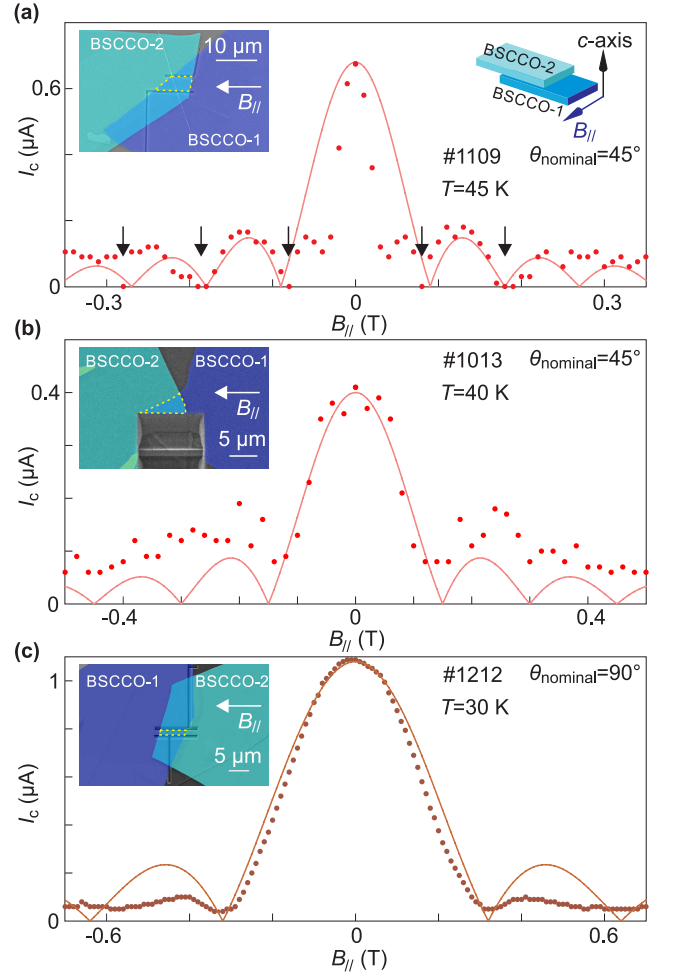 (a)
BSCCO-2
10 μm
B//
BSCCO-1
c-axis
BSCCO-2
BSCCO-1
B//
#1109 θnominal=45°
T=45 K
Ic (μA)
0.6
0
-0.3 0 0.3
B// (T)
(b)
BSCCO-2 BSCCO-1
B//
5 μm
#1013 θnominal=45°
T=40 K
Ic (μA)
0.4
0
-0.4 0 0.4
B// (T)
(c)
BSCCO-1 BSCCO-2
B//
5 μm
#1212 θnominal=90°
T=30 K
Ic (μA)
1
0
-0.6 0 0.6
B// (T)